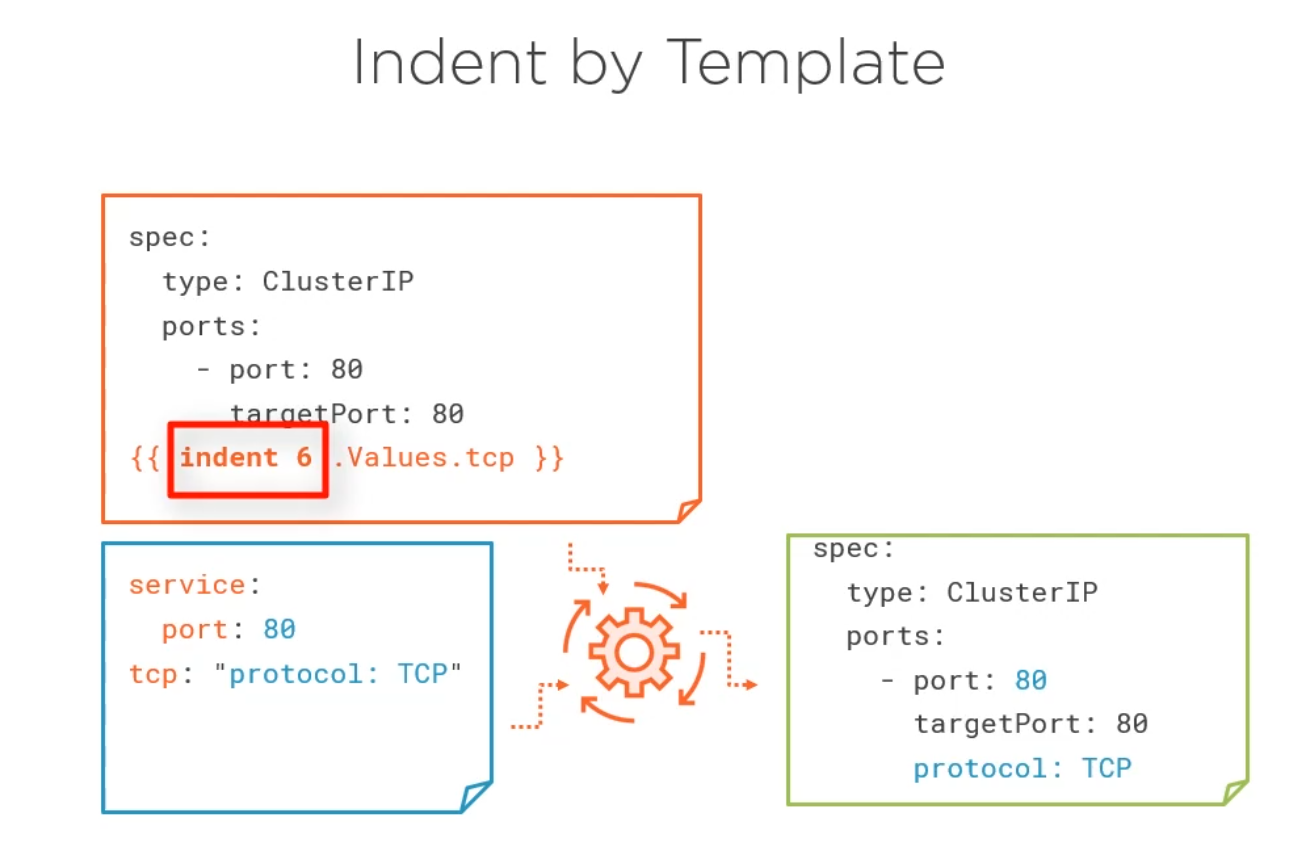 Indent by Template
spec:
  type: ClusterIP
  ports:
    - port: 80
      targetPort: 80
{{ indent 6 .Values.tcp }}
service:
  port: 80
tcp: "protocol: TCP"
spec:
  type: ClusterIP
  ports:
    - port: 80
      targetPort: 80
      protocol: TCP